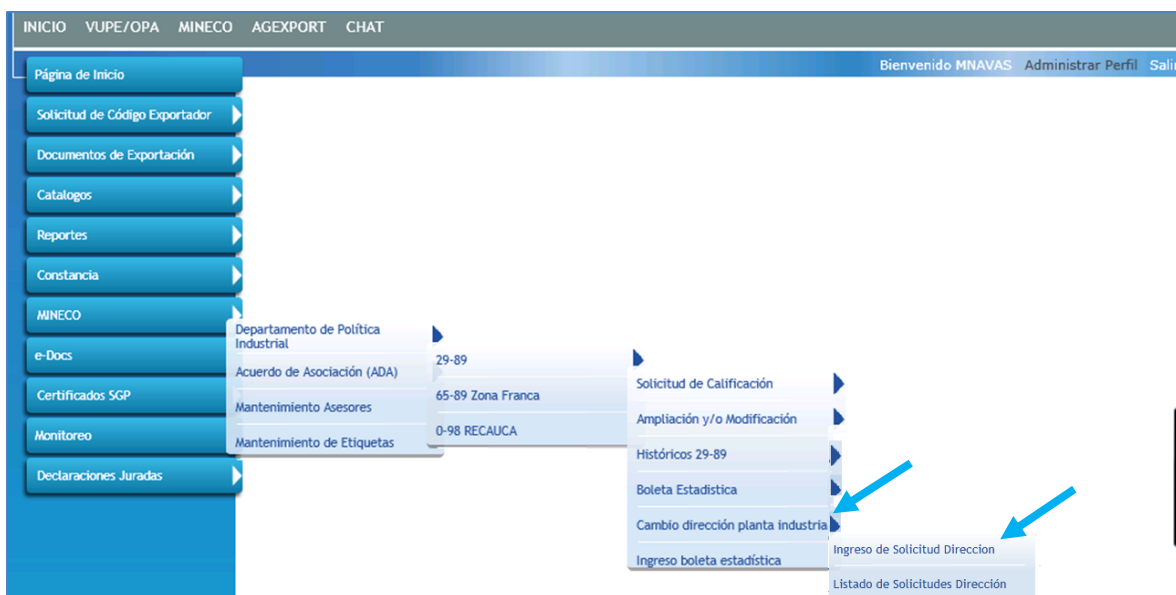 INICIO VUPE/OPA MINECO AGEXPORT CHAT
Bienvenido MNAVAS Administrar Perfil Salir
Página de Inicio
Solicitud de Código Exportador
Documentos de Exportación
Catalogos
Reportes
Constancia
MINECO
e-Docs
Certificados SGP
Monitoreo
Declaraciones Juradas
Departamento de Política
Industrial
Acuerdo de Asociación (ADA)
Mantenimiento Asesores
Mantenimiento de Etiquetas
29-89
65-89 Zona Franca
0-98 RECAUCA
Solicitud de Calificación
Ampliación y/o Modificación
Históricos 29-89
Boleta Estadistica
Cambio dirección planta industria
Ingreso boleta estadística
Ingreso de Solicitud Direccion
Listado de Solicitudes Dirección